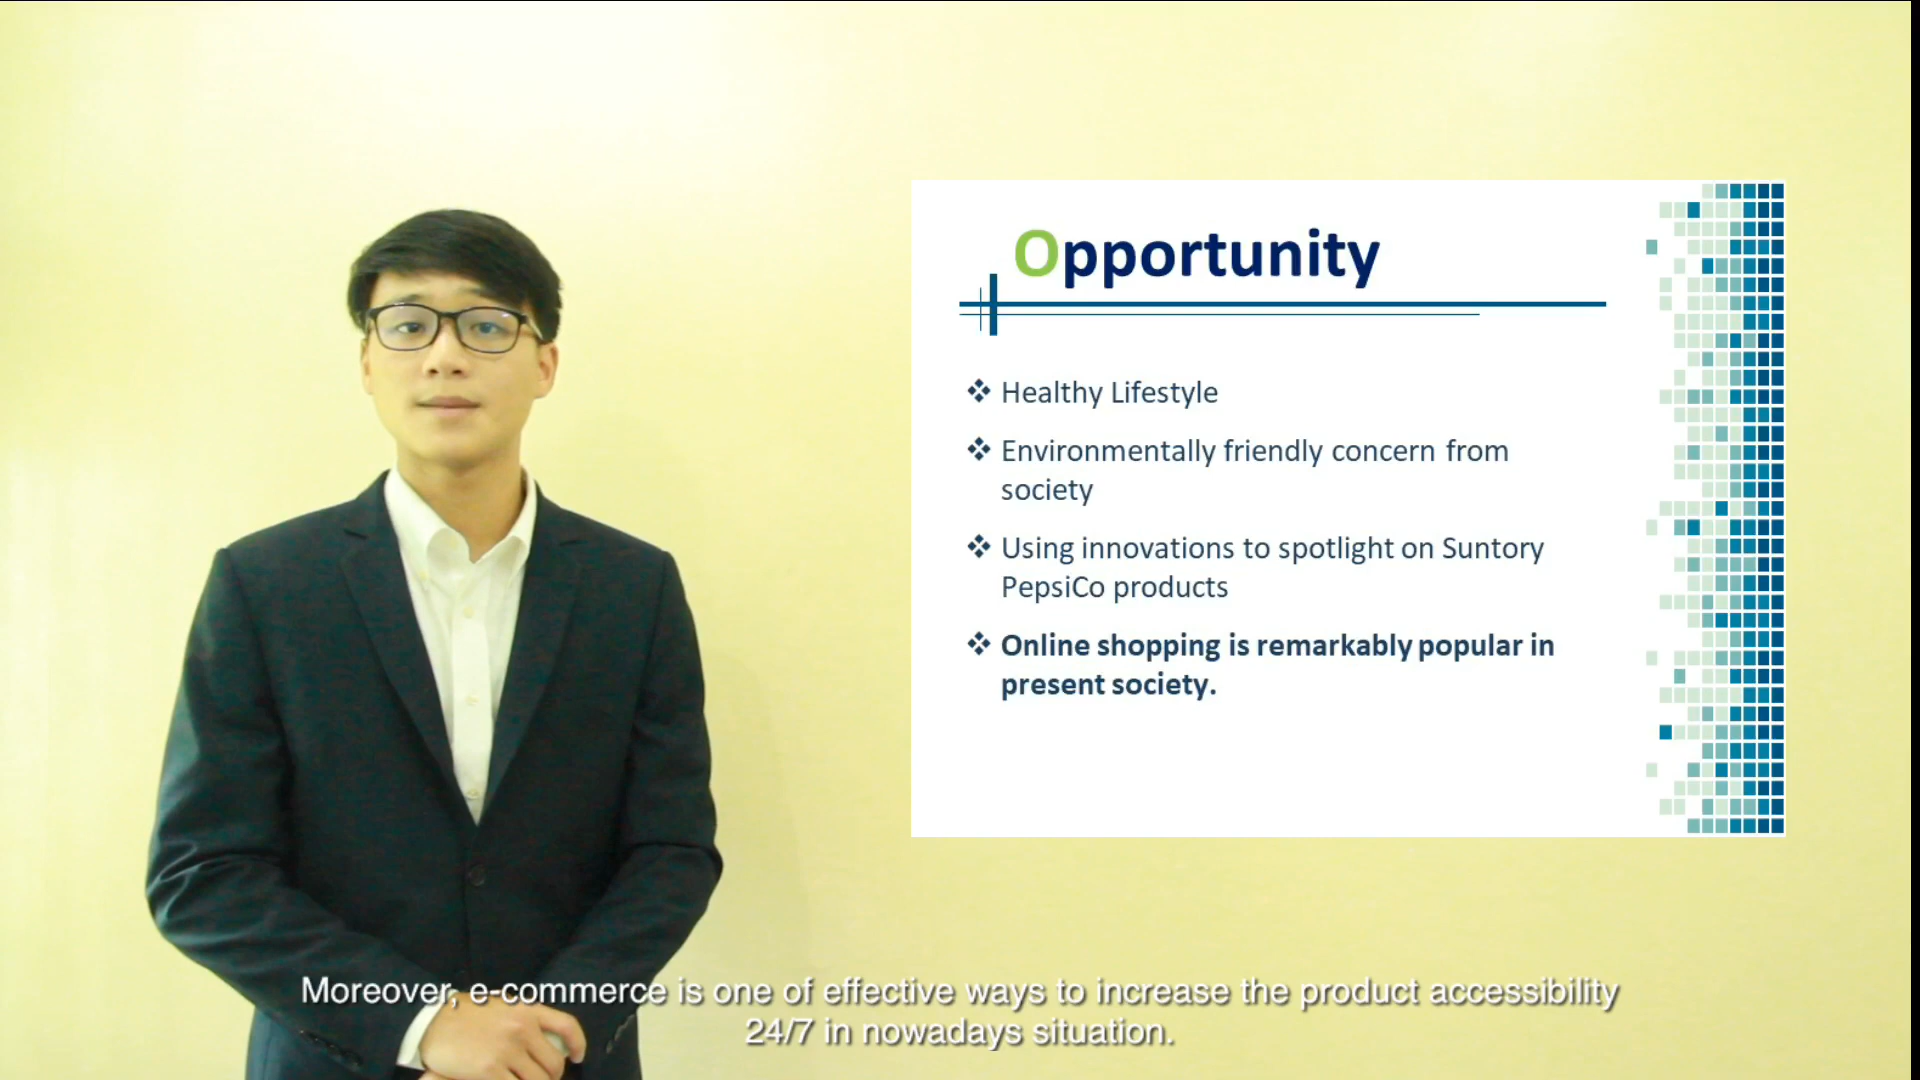 Opportunity
❖ Healthy Lifestyle
❖ Environmentally friendly concern from
society
❖ Using innovations to spotlight on Suntory
PepsiCo products
❖ Online shopping is remarkably popular in
present society.
Moreover, e-commerce is one of effective ways to increase the product accessibility
24/7 in nowadays situation.